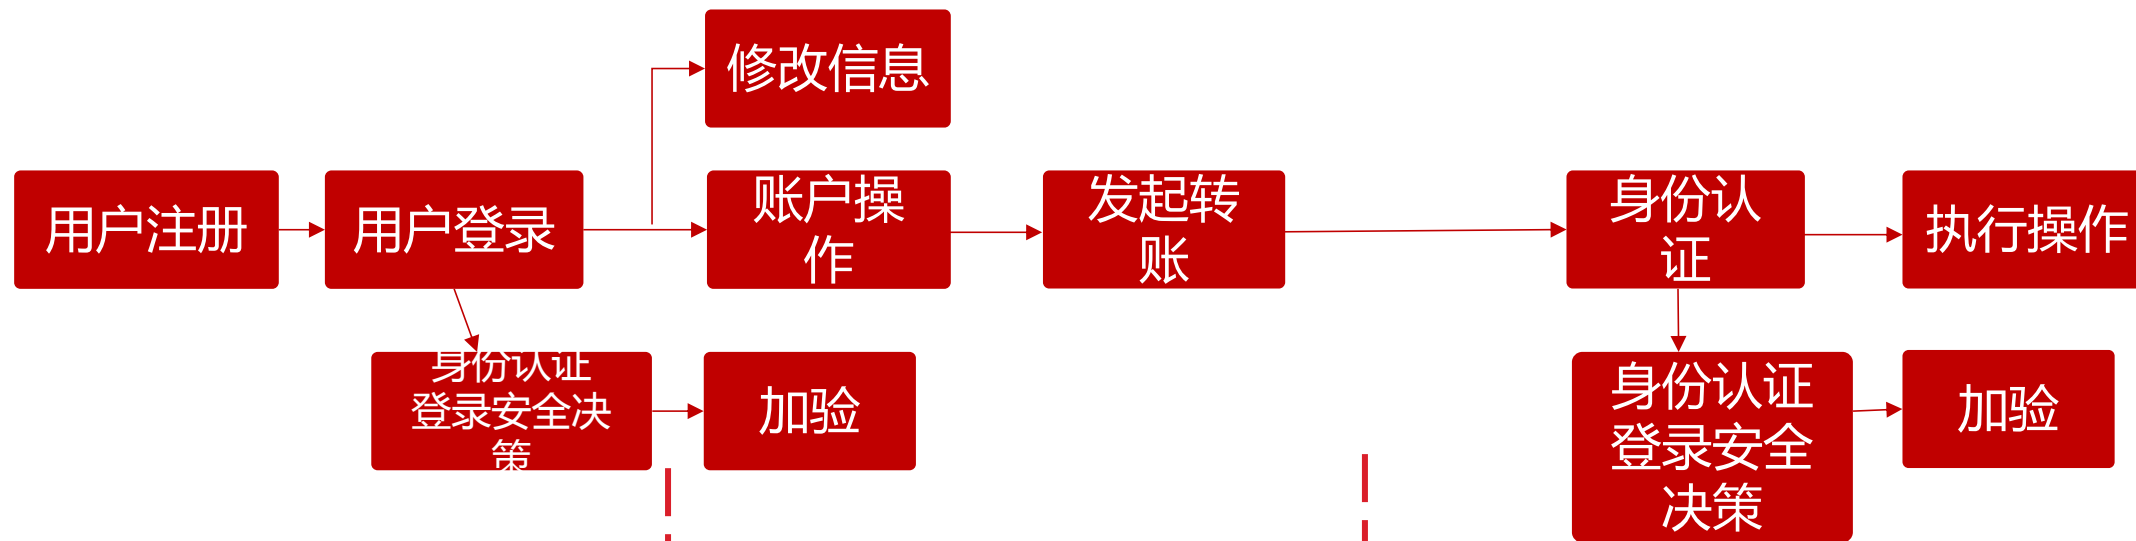 修改信息
用户注册
用户登录
账户操
作
发起转
账
身份认
证
执行操作
身份认证
登录安全决
策
加验
身份认证
登录安全
决策
加验